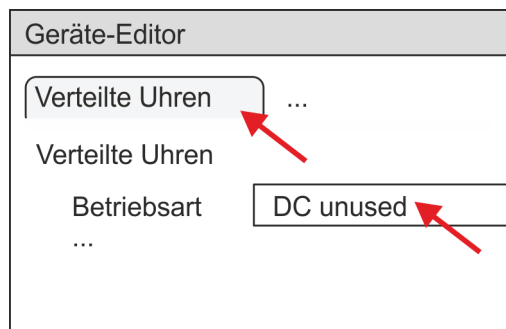 Geräte-Editor
Verteilte Uhren ...
Verteilte Uhren
Betriebsart DC unused
...